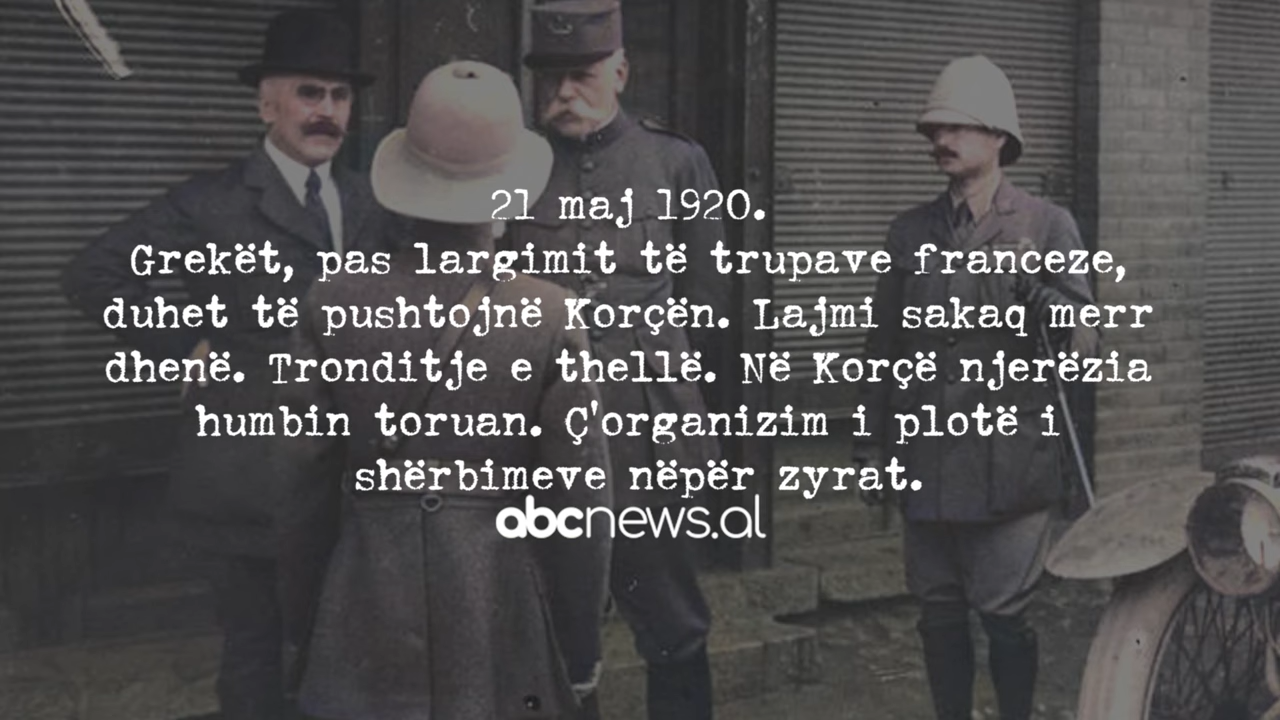 21 maj 1920.
Grekët, pas largimit të trupave franceze,
duhet të pushtojnë Korçën. Lajmi sakaq merr
dhenë. Tronditje e thellë. Në Korçë njerëzia
humbin toruan. Ç'organizim i plotë i
shërbimeve nëpër zyrat.
abcnews.al